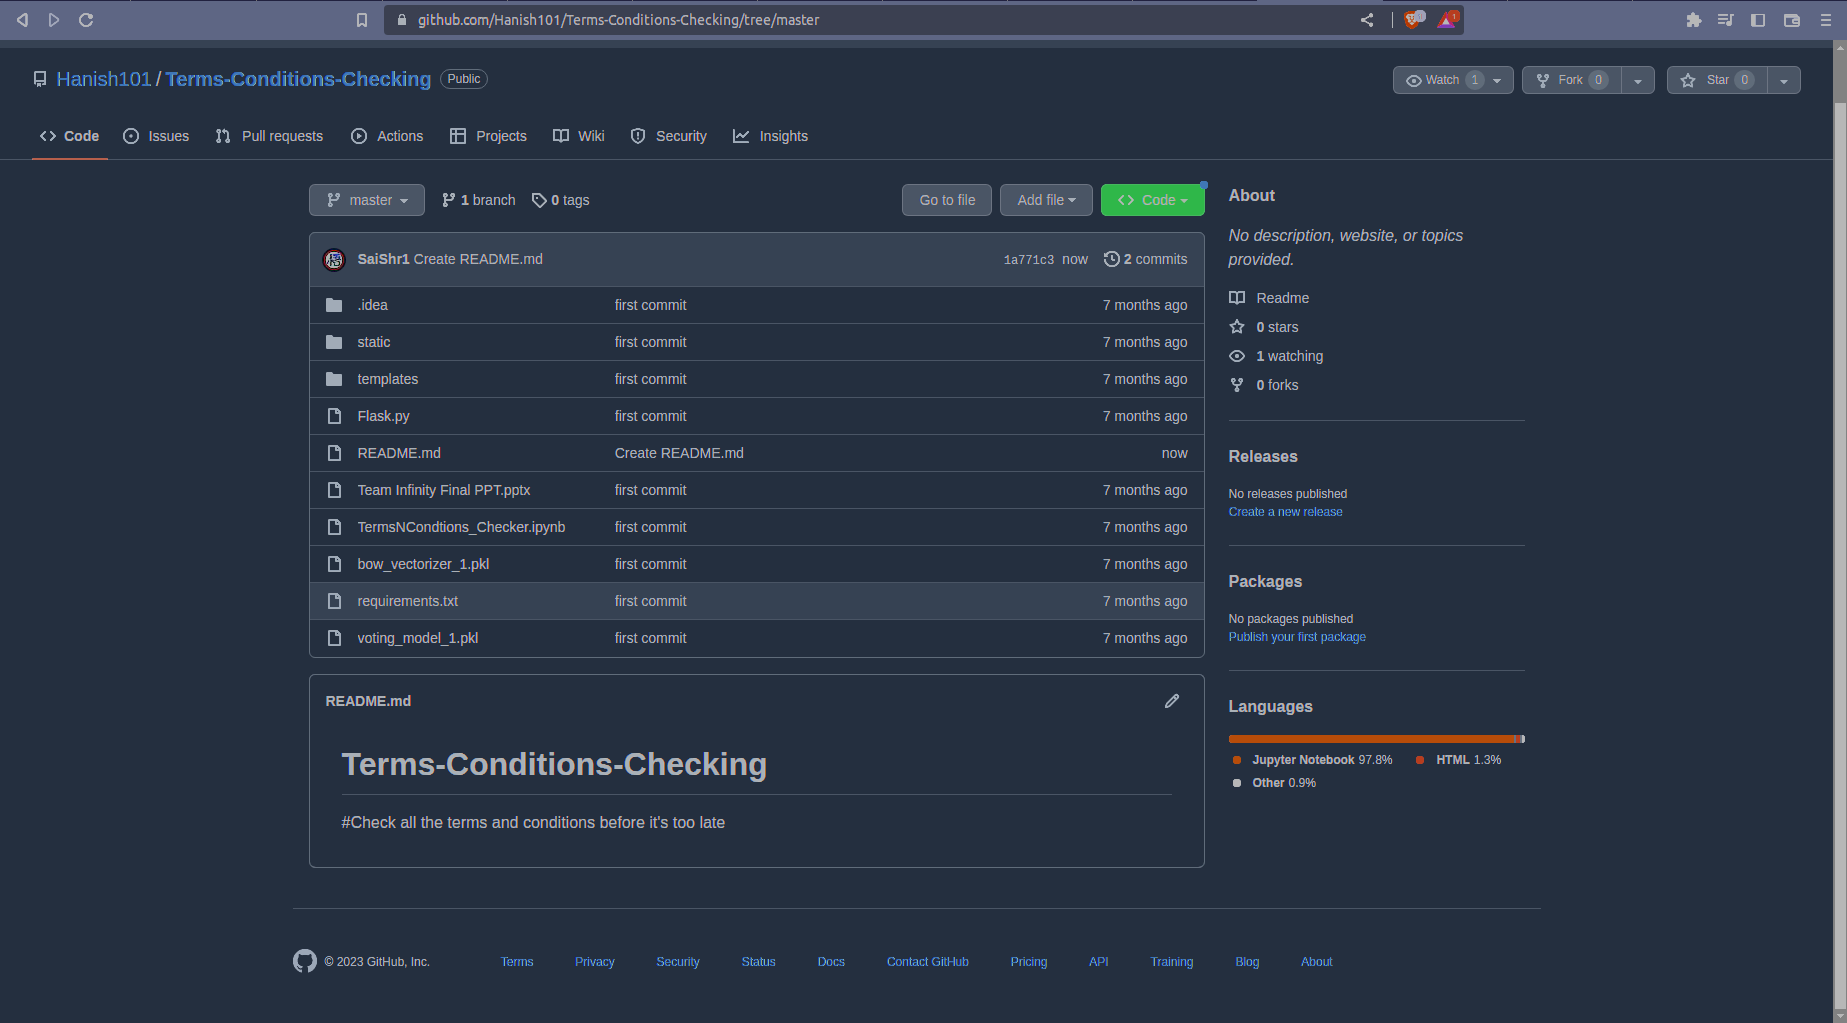 github.com/Hanish101/Terms-Conditions-Checking/tree/master
1
Hanish101 / Terms-Conditions-Checking Public
Watch 1 Fork 0 Star 0
Code Issues Pull requests Actions Projects Wiki Security Insights
master 1 branch 0 tags Go to file Add file Code
SaiShr1 Create README.md 1a771c3 now 2 commits
.idea first commit 7 months ago
static first commit 7 months ago
templates first commit 7 months ago
Flask.py first commit 7 months ago
README.md Create README.md now
Team Infinity Final PPT.pptx first commit 7 months ago
TermsNCondtions_Checker.ipynb first commit 7 months ago
bow_vectorizer_1.pkl first commit 7 months ago
requirements.txt first commit 7 months ago
voting_model_1.pkl first commit 7 months ago
README.md
Terms-Conditions-Checking
#Check all the terms and conditions before it's too late
About
No description, website, or topics
provided.
Readme
0 stars
1 watching
0 forks
Releases
No releases published
Create a new release
Packages
No packages published
Publish your first package
Languages
Jupyter Notebook 97.8% HTML 1.3%
Other 0.9%
© 2023 GitHub, Inc. Terms Privacy Security Status Docs Contact GitHub Pricing API Training Blog About